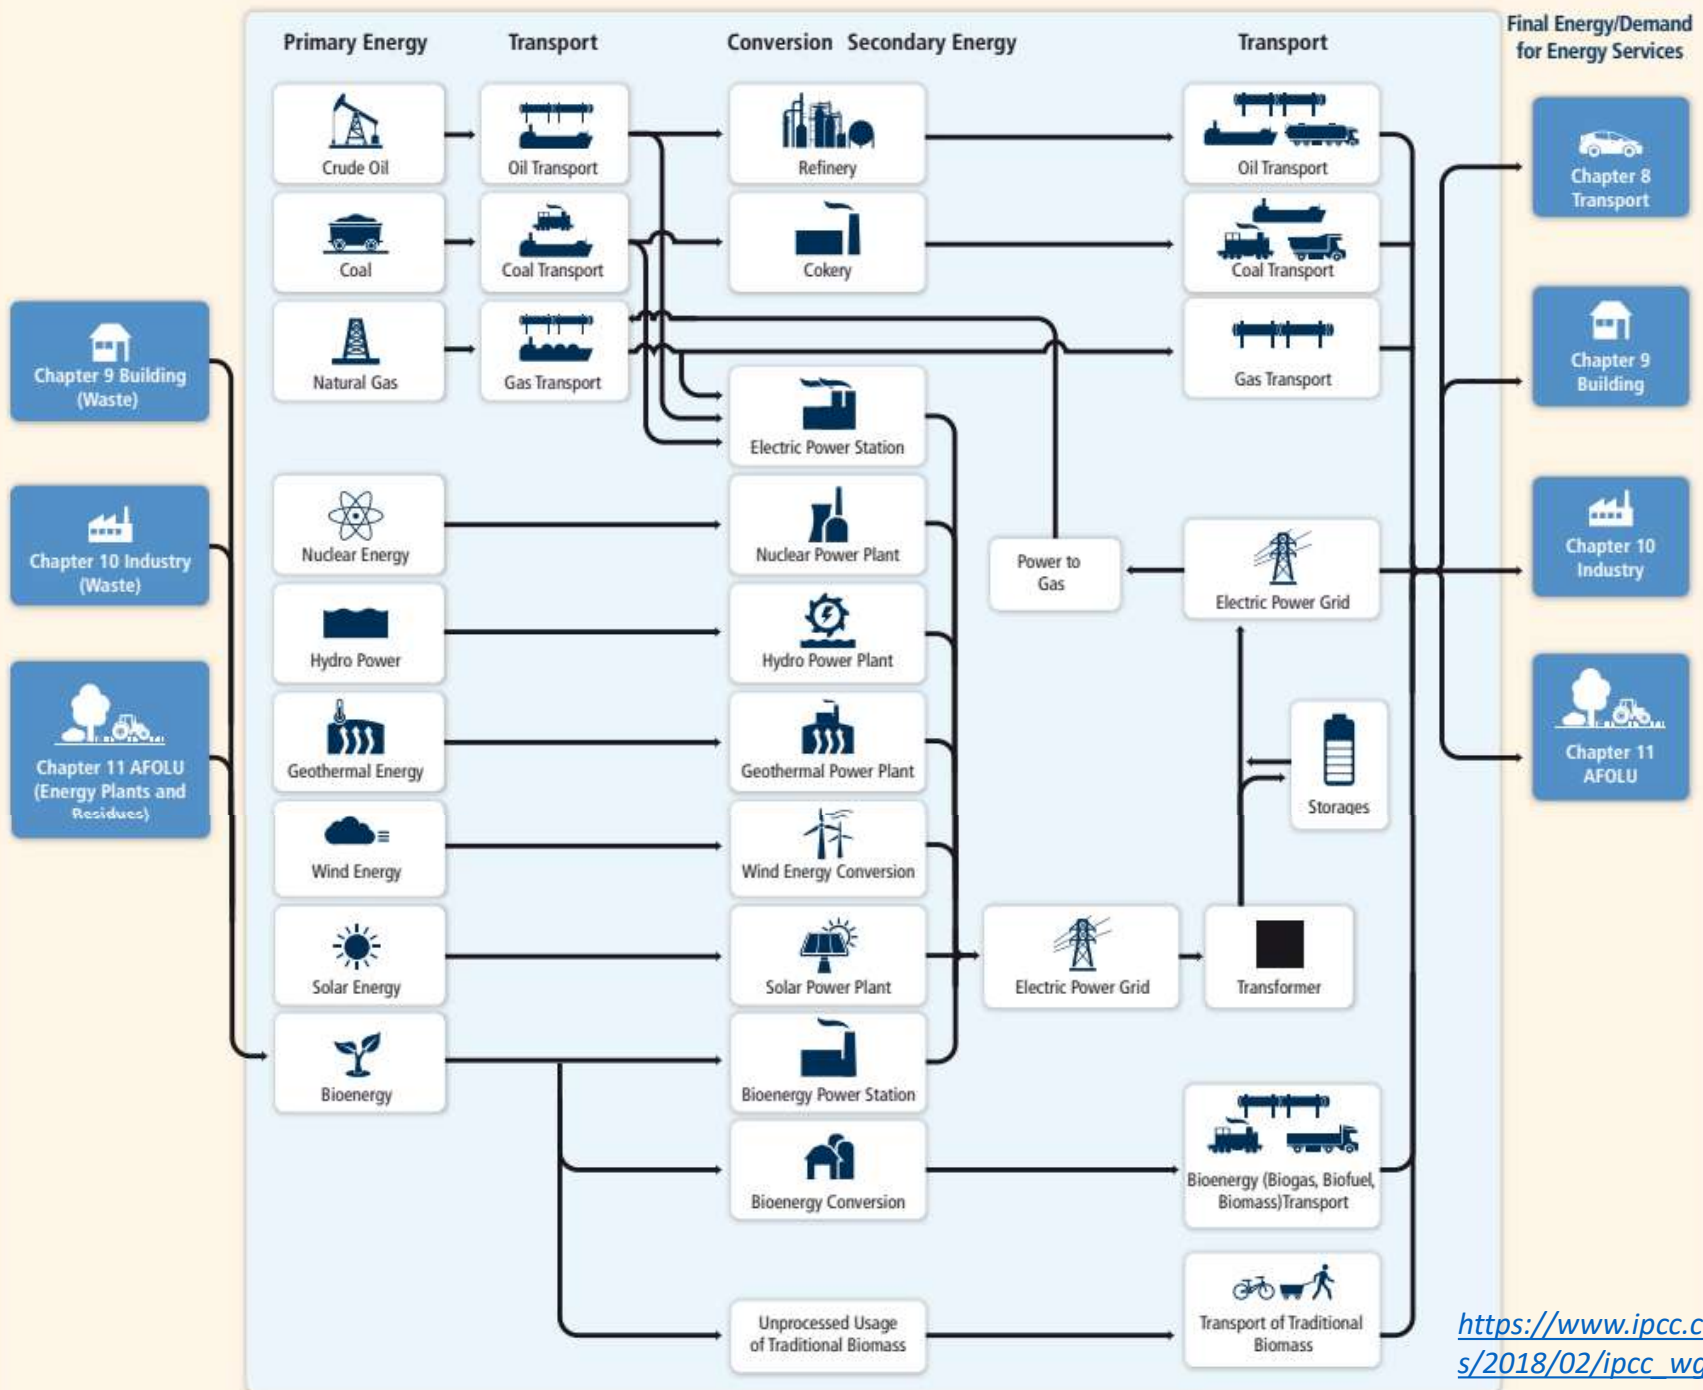 Primary Energy
Transport
Conversion Secondary Energy
Transport
Final Energy/Demand
for Energy Services
Crude Oil
Oil Transport
Refinery
Oil Transport
Chapter 8
Transport
Coal
Coal Transport
Cokery
Coal Transport
Natural Gas
Gas Transport
Gas Transport
Chapter 9 Building
(Waste)
Chapter 9
Building
Electric Power Station
Chapter 10 Industry
(Waste)
Nuclear Energy
Nuclear Power Plant
Power to
Gas
Electric Power Grid
Chapter 10
Industry
Hydro Power
Hydro Power Plant
Chapter 11 AFOLU
(Energy Plants and
Residues)
Geothermal Energy
Geothermal Power Plant
Storages
Chapter 11
AFOLU
Wind Energy
Wind Energy Conversion
Solar Energy
Solar Power Plant
Electric Power Grid
Transformer
Bioenergy
Bioenergy Power Station
Bioenergy Conversion
Bioenergy (Biogas, Biofuel,
Biomass)Transport
Unprocessed Usage
of Traditional Biomass
Transport of Traditional
Biomass
https://www.ipcc.c
s/2018/02/ipcc_wg